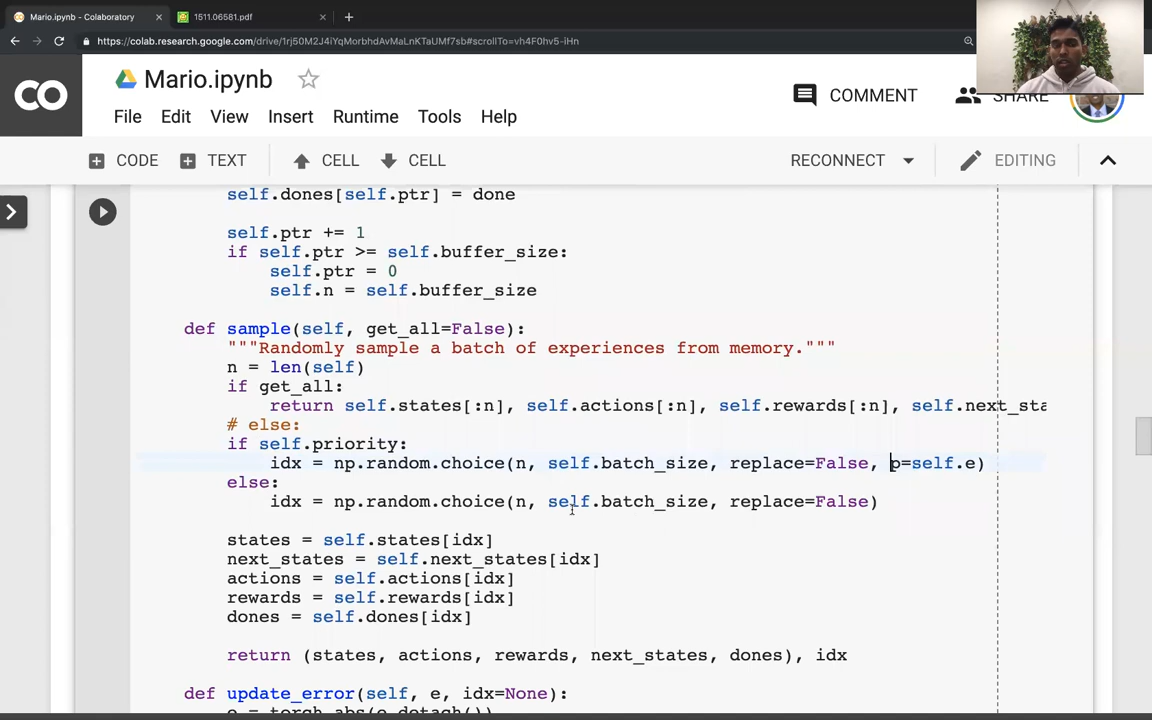 Mario.ipynb - Colaboratory
1511.06581.pdf
https://colab.research.google.com/drive/1rj50M2J4iYqMorbhdAvMaLnKTaUMf7sb#scrollTo=vh4F0hv5-iHn
CO
Mario.ipynb
COMMENT
SHARE
File Edit View Insert Runtime Tools Help
CODE TEXT CELL CELL
RECONNECT
EDITING
self.dones[self.ptr] = done
self.ptr += 1
if self.ptr >= self.buffer_size:
self.ptr = 0
self.n = self.buffer_size
def sample(self, get_all=False):
"""Randomly sample a batch of experiences from memory."""
n = len(self)
if get_all:
return self.states[:n], self.actions[:n], self.rewards[:n], self.next_sta
# else:
if self.priority:
idx = np.random.choice(n, self.batch_size, replace=False, p=self.e)
else:
idx = np.random.choice(n, self.batch_size, replace=False)
states = self.states[idx]
next_states = self.next_states[idx]
actions = self.actions[idx]
rewards = self.rewards[idx]
dones = self.dones[idx]
return (states, actions, rewards, next_states, dones), idx
def update_error(self, e, idx=None):
e = torch.abs(e.detach())